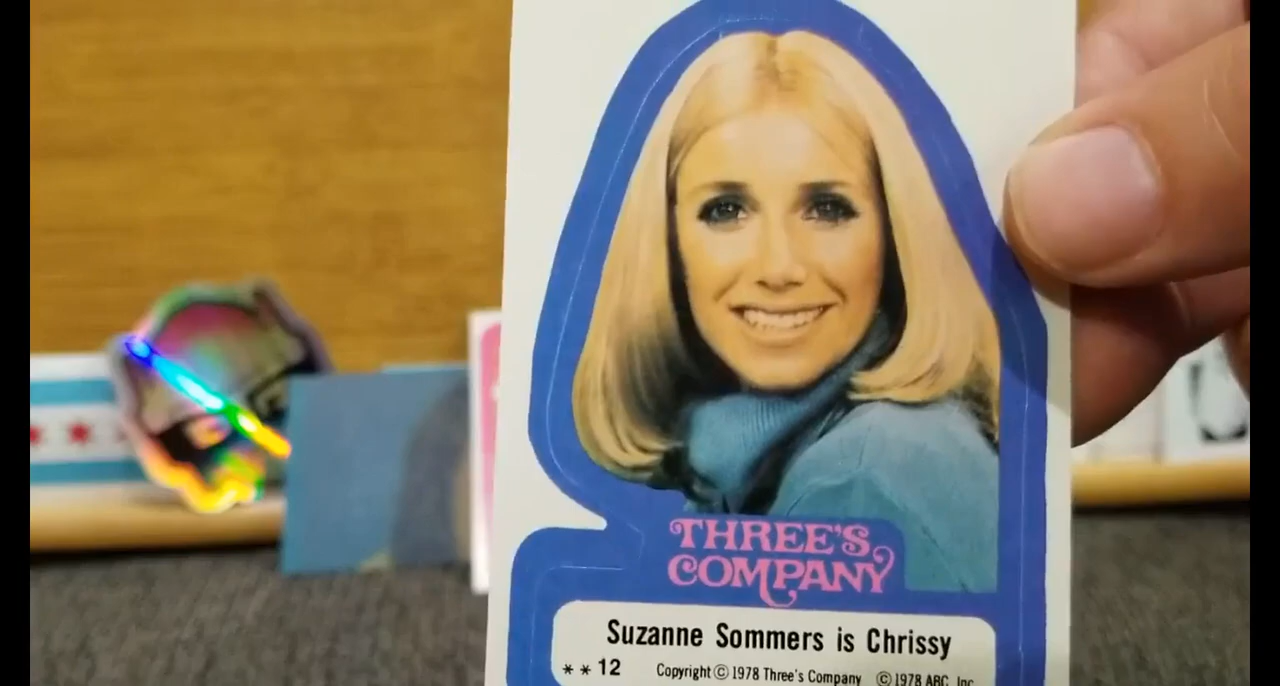 THREE'S
COMPANY
Suzanne Sommers is Chrissy
** 12 Copyright © 1978 Three's Company © 1978 ABC, Inc.